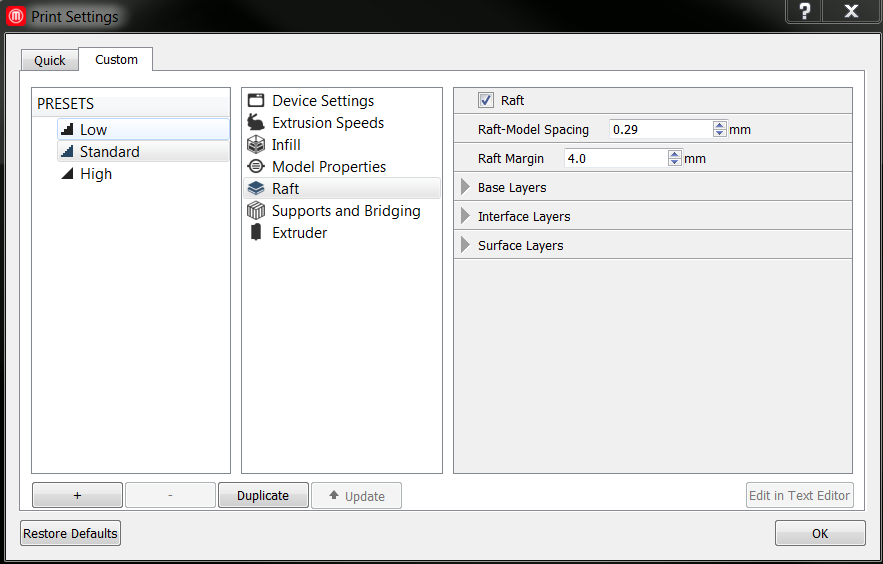 Print Settings
?
X
Quick
Custom
PRESETS
Low
Standard
High
Device Settings
Extrusion Speeds
Infill
Model Properties
Raft
Supports and Bridging
Extruder
Raft
Raft-Model Spacing 0.29 mm
Raft Margin 4.0 mm
Base Layers
Interface Layers
Surface Layers
+
-
Duplicate
Update
Edit in Text Editor
Restore Defaults
OK